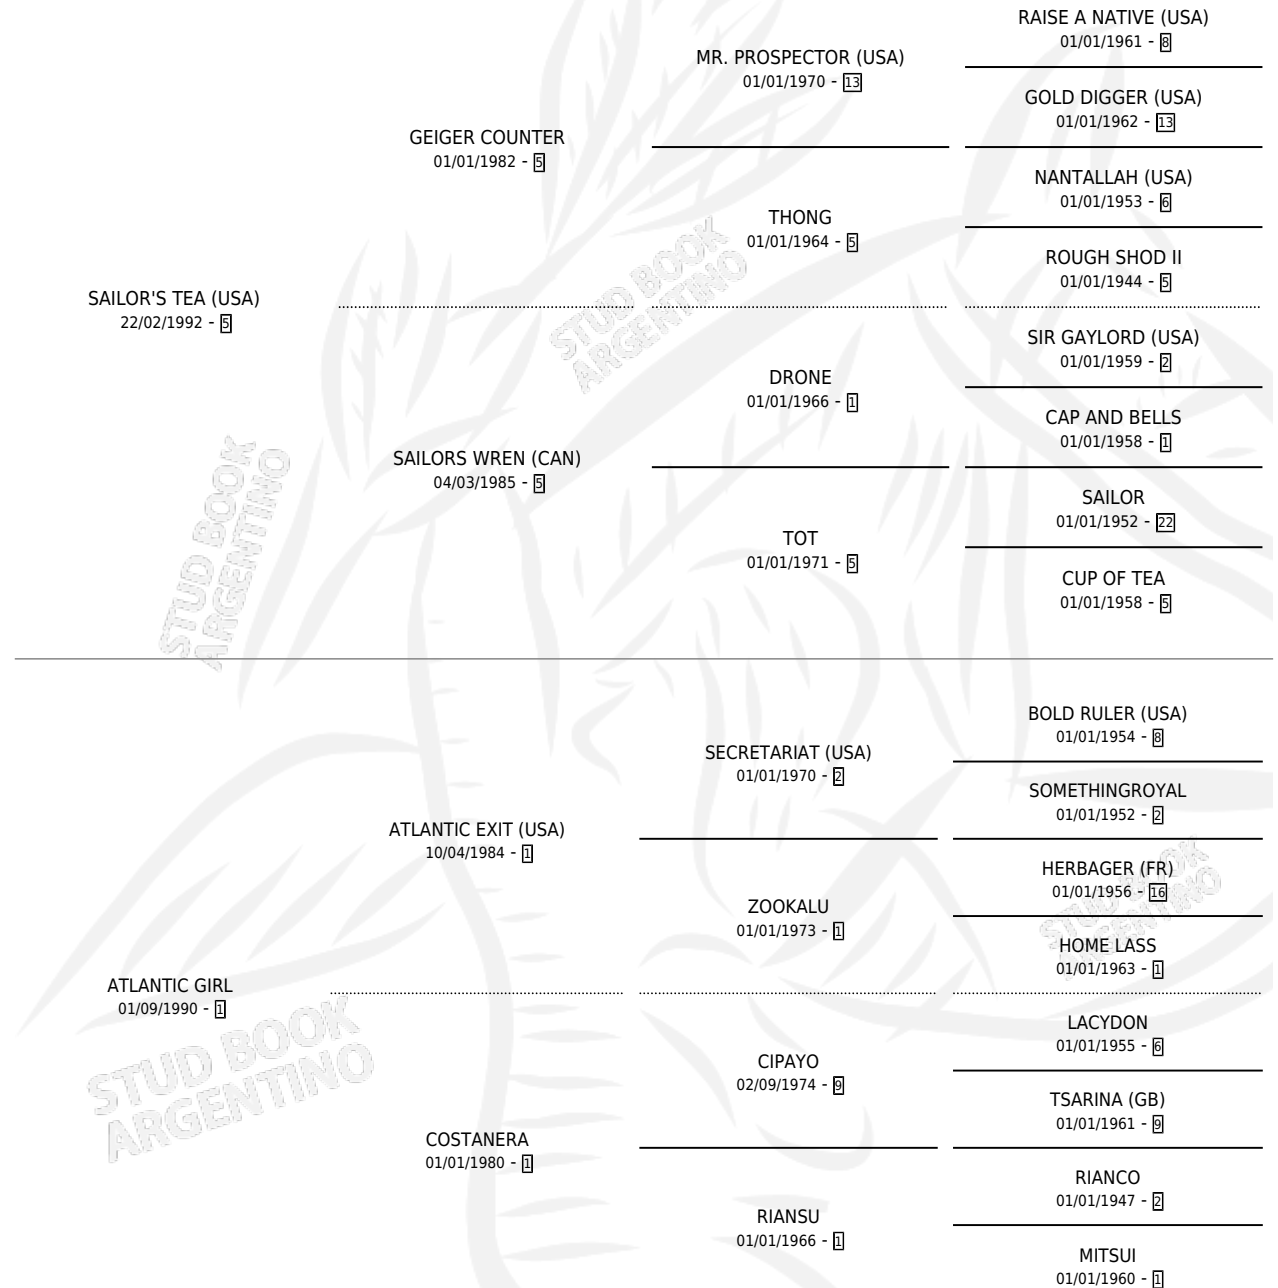 RAISE A NATIVE (USA)
01/01/1961 - 8
MR. PROSPECTOR (USA)
01/01/1970 - 13
GOLD DIGGER (USA)
01/01/1962 - 13
GEIGER COUNTER
01/01/1982 - 5
NANTALLAH (USA)
01/01/1953 - 6
THONG
01/01/1964 - 5
ROUGH SHOD II
01/01/1944 - 5
SAILOR'S TEA (USA)
22/02/1992 - 5
SIR GAYLORD (USA)
01/01/1959 - 2
DRONE
01/01/1966 - 1
CAP AND BELLS
01/01/1958 - 1
SAILORS WREN (CAN)
04/03/1985 - 5
SAILOR
01/01/1952 - 22
TOT
01/01/1971 - 5
CUP OF TEA
01/01/1958 - 5
STUD BOOK
ARGENTINO
STUD BOOK
ARGENTINO
BOLD RULER (USA)
01/01/1954 - 8
SECRETARIAT (USA)
01/01/1970 - 2
SOMETHINGROYAL
01/01/1952 - 2
ATLANTIC EXIT (USA)
10/04/1984 - 1
HERBAGER (FR)
01/01/1956 - 16
ZOOKALU
01/01/1973 - 1
HOME LASS
01/01/1963 - 1
ATLANTIC GIRL
01/09/1990 - 1
LACYDON
01/01/1955 - 6
CIPAYO
02/09/1974 - 9
TSARINA (GB)
01/01/1961 - 9
COSTANERA
01/01/1980 - 1
RIANCO
01/01/1947 - 2
RIANSU
01/01/1966 - 1
MITSUI
01/01/1960 - 1
STUD BOOK
ARGENTINO
STUD BOOK
ARGENTINO